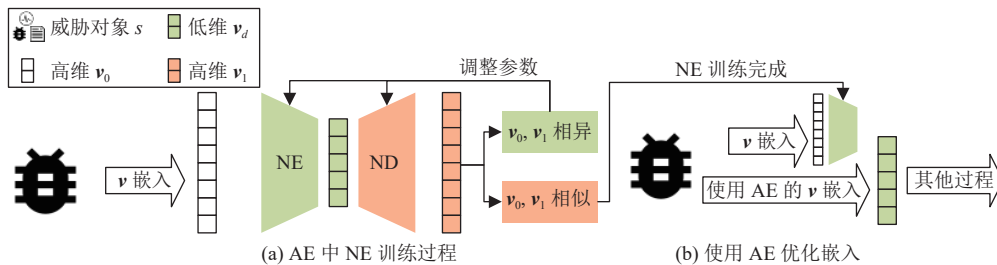 威胁对象 s
低维 v_d
高维 v_0
高维 v_1
调整参数
NE 训练完成
v 嵌入
NE
ND
v_0, v_1 相异
v_0, v_1 相似
v 嵌入
使用 AE 的 v 嵌入
其他过程
(a) AE 中 NE 训练过程
(b) 使用 AE 优化嵌入